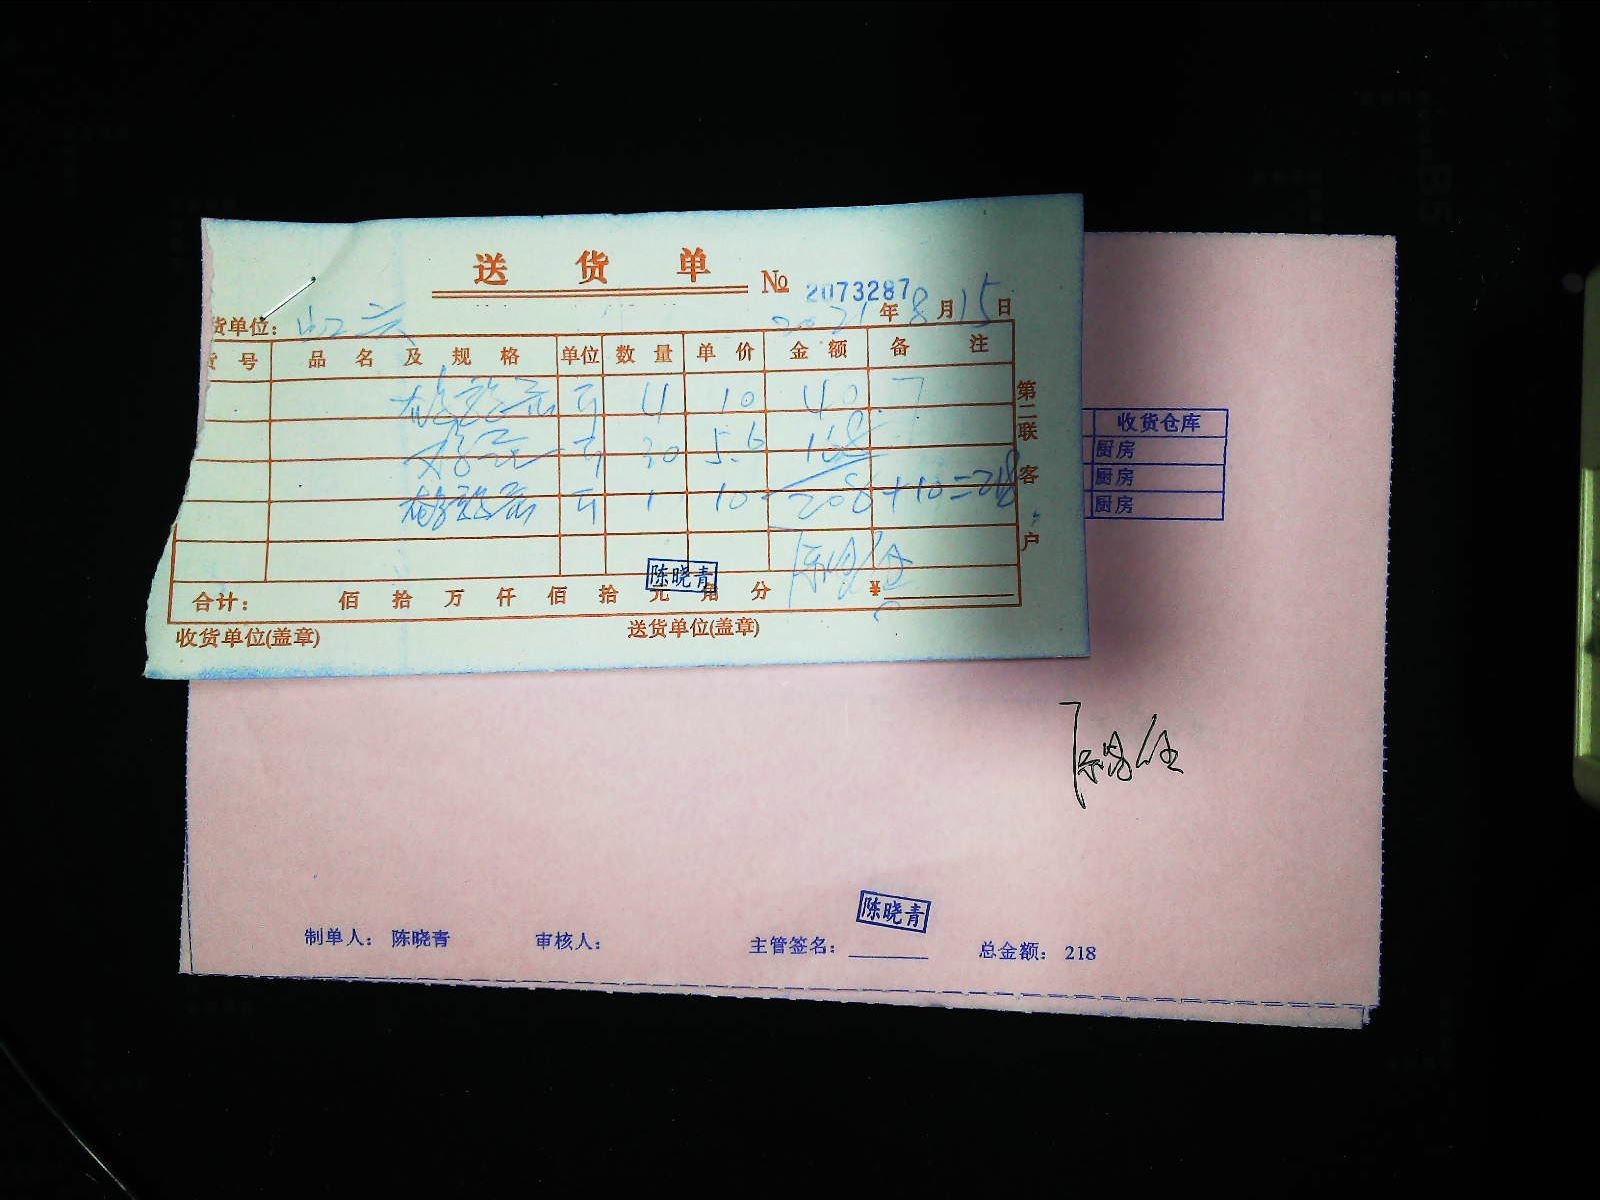 送 货 单 № 2073287
货单位: 2021 年 8 月 15 日
货 号 品 名 及 规 格 单位 数 量 单 价 金 额 备 注
4 10 40
30 5.6 168
1 10 208+10=218
合计: 佰 拾 万 仟 佰 拾 元 角 分 ¥
陈晓青
收货单位(盖章) 送货单位(盖章)
第二联 客户
收货仓库
厨房
厨房
厨房
陈晓青
制单人: 陈晓青 审核人: 主管签名: 总金额: 218